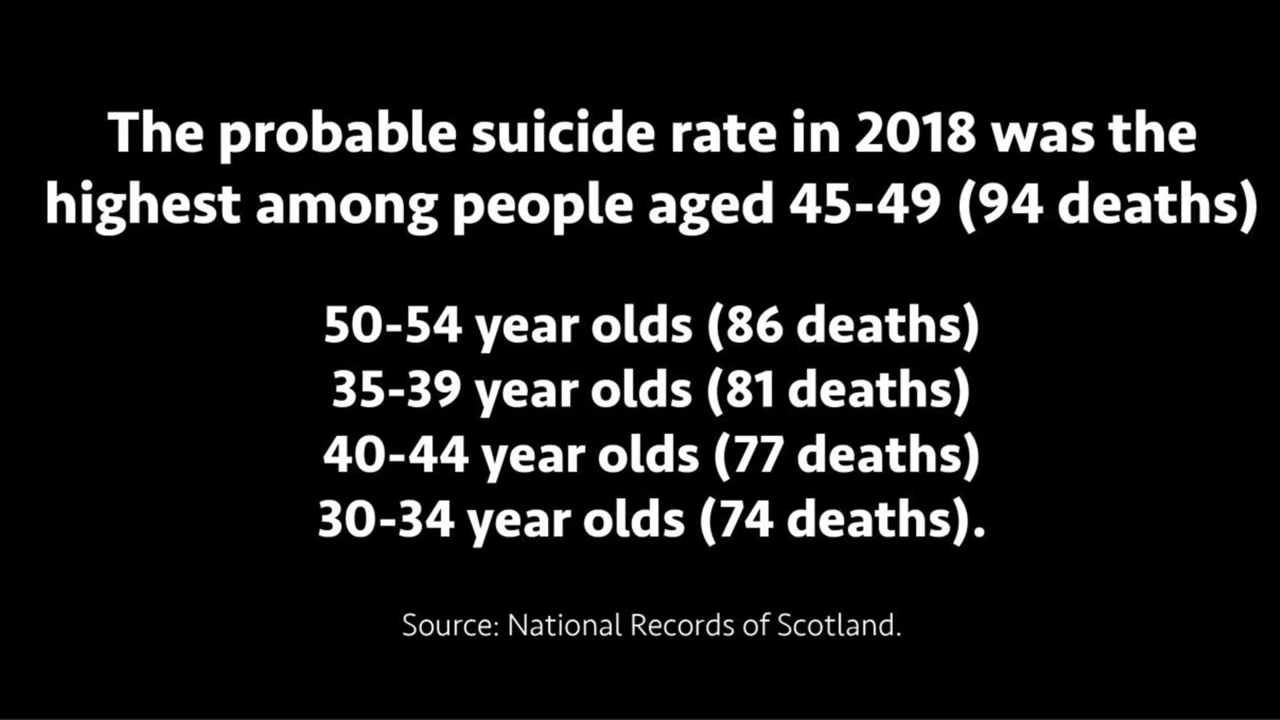 The probable suicide rate in 2018 was the
highest among people aged 45-49 (94 deaths)
50-54 year olds (86 deaths)
35-39 year olds (81 deaths)
40-44 year olds (77 deaths)
30-34 year olds (74 deaths).
Source: National Records of Scotland.